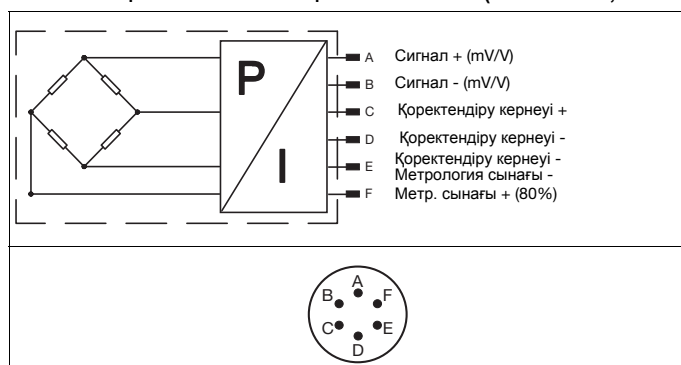 P
I
A Сигнал + (mV/V)
B Сигнал - (mV/V)
C Қоректендіру кернеуі +
D Қоректендіру кернеуі -
E Қоректендіру кернеуі -
Метрология сынағы -
F Метр. сынағы + (80%)
A
B F
C E
D